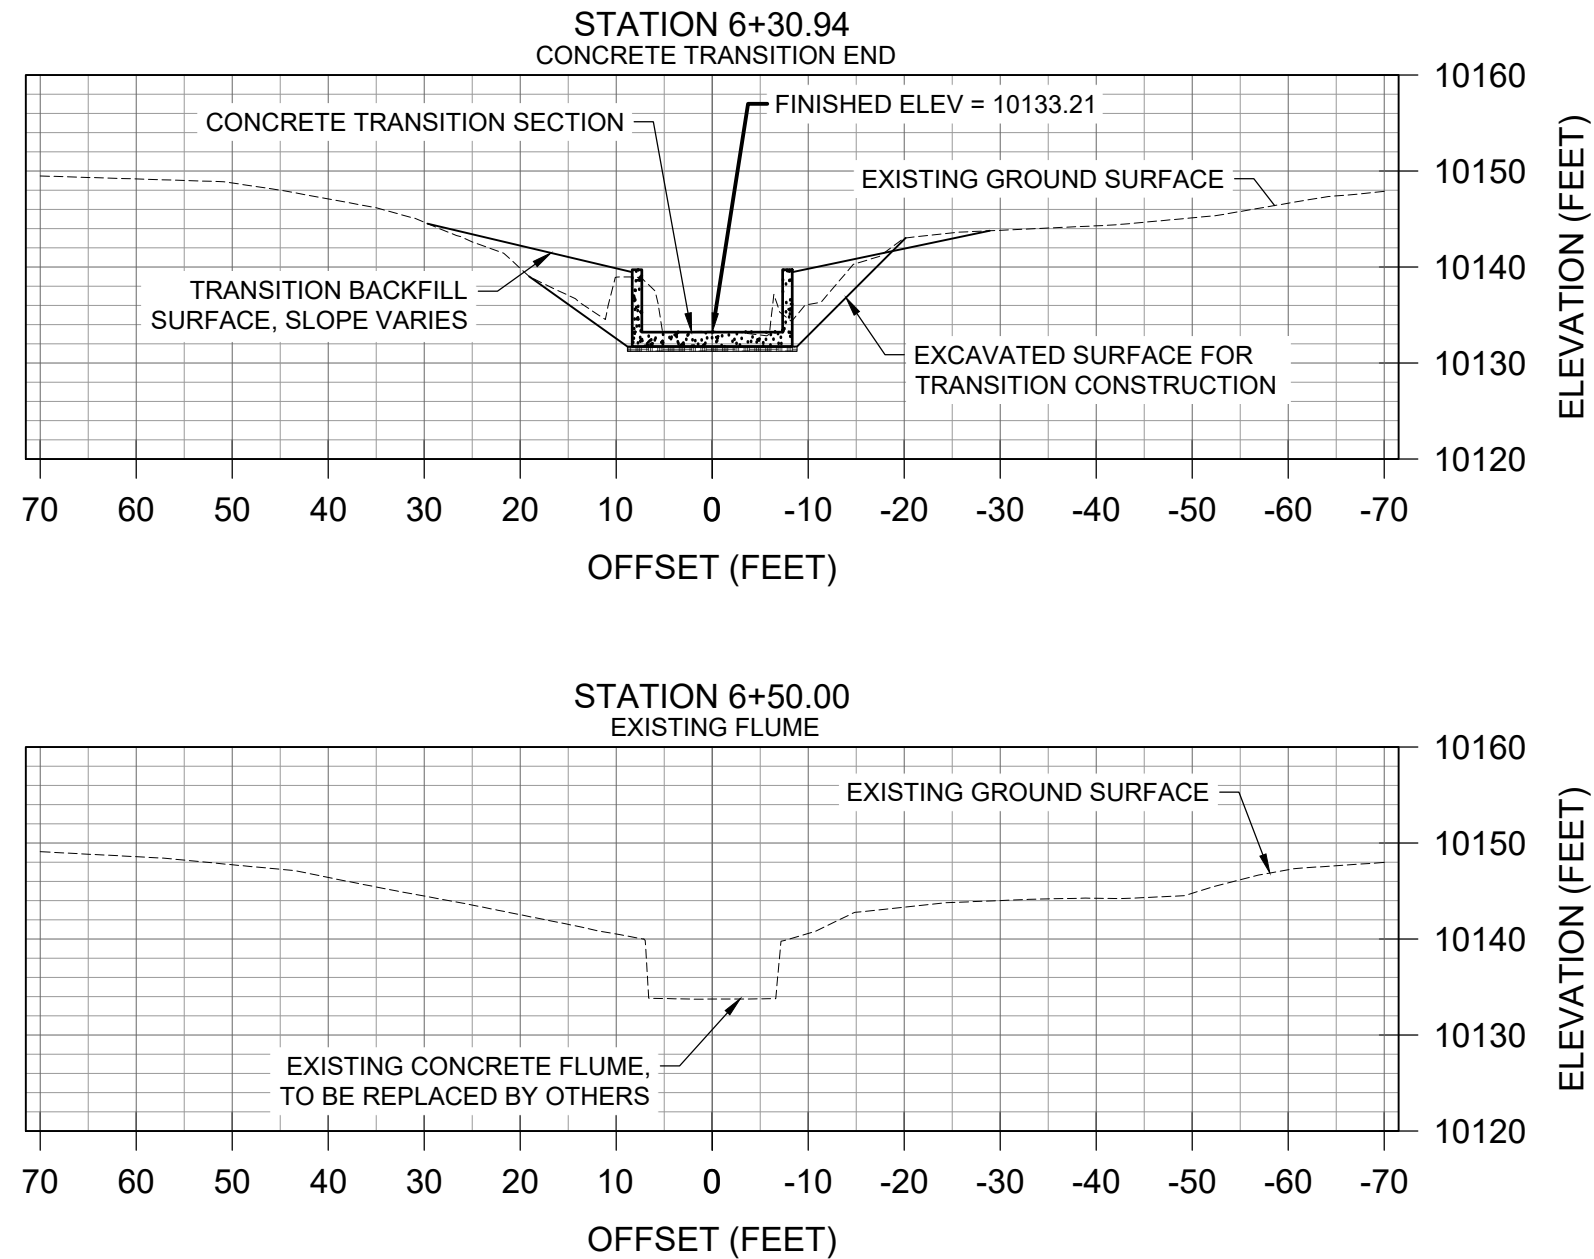 STATION 6+30.94
CONCRETE TRANSITION END
10160
FINISHED ELEV = 10133.21
CONCRETE TRANSITION SECTION
10150
EXISTING GROUND SURFACE
10140
TRANSITION BACKFILL
SURFACE, SLOPE VARIES
EXCAVATED SURFACE FOR
TRANSITION CONSTRUCTION
10130
10120
ELEVATION (FEET)
70 60 50 40 30 20 10 0 -10 -20 -30 -40 -50 -60 -70
OFFSET (FEET)
STATION 6+50.00
EXISTING FLUME
10160
EXISTING GROUND SURFACE
10150
10140
10130
EXISTING CONCRETE FLUME,
TO BE REPLACED BY OTHERS
10120
ELEVATION (FEET)
70 60 50 40 30 20 10 0 -10 -20 -30 -40 -50 -60 -70
OFFSET (FEET)